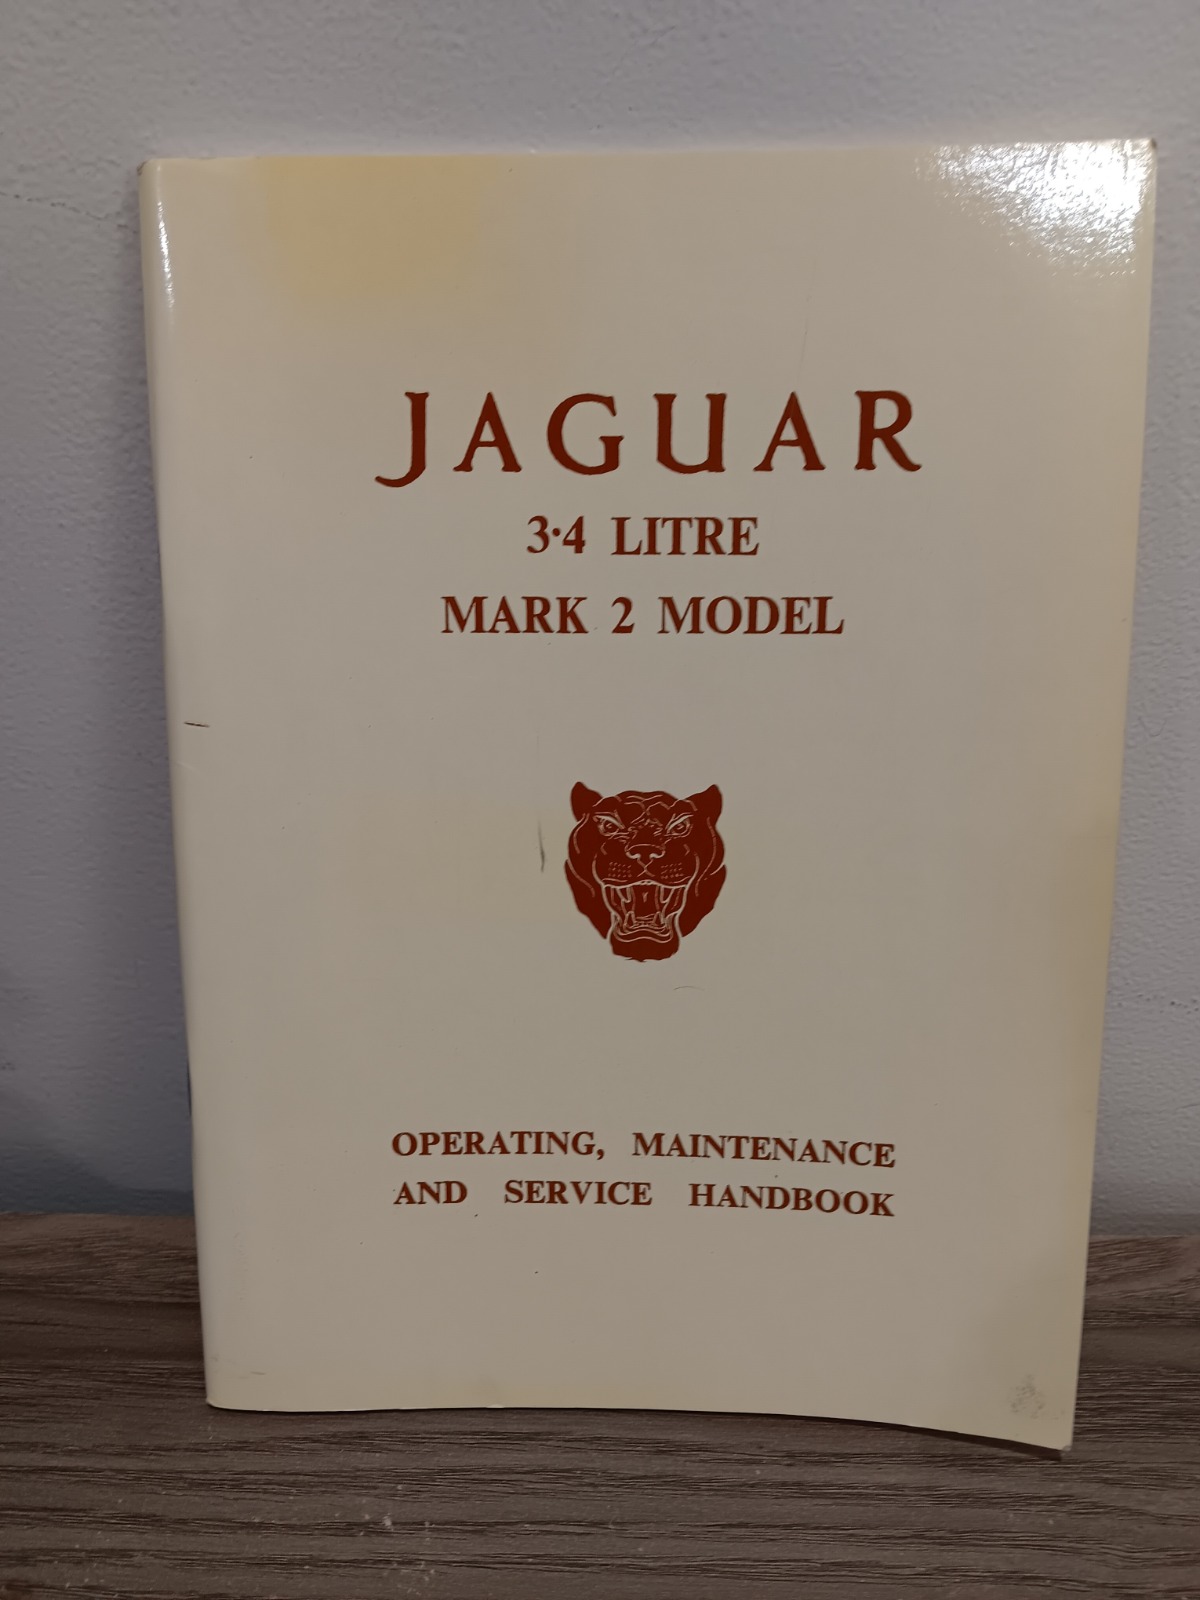 JAGUAR
3·4 LITRE
MARK 2 MODEL
OPERATING, MAINTENANCE
AND SERVICE HANDBOOK